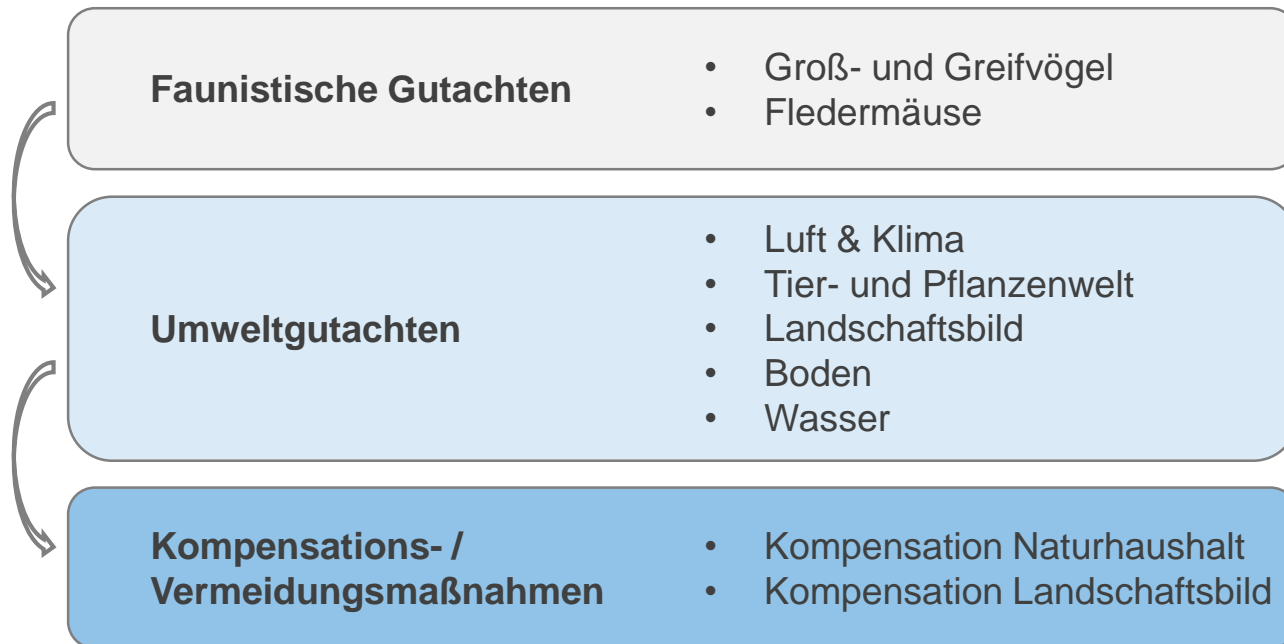 Faunistische Gutachten
• Groß- und Greifvögel
• Fledermäuse
Umweltgutachten
• Luft & Klima
• Tier- und Pflanzenwelt
• Landschaftsbild
• Boden
• Wasser
Kompensations- /
Vermeidungsmaßnahmen
• Kompensation Naturhaushalt
• Kompensation Landschaftsbild